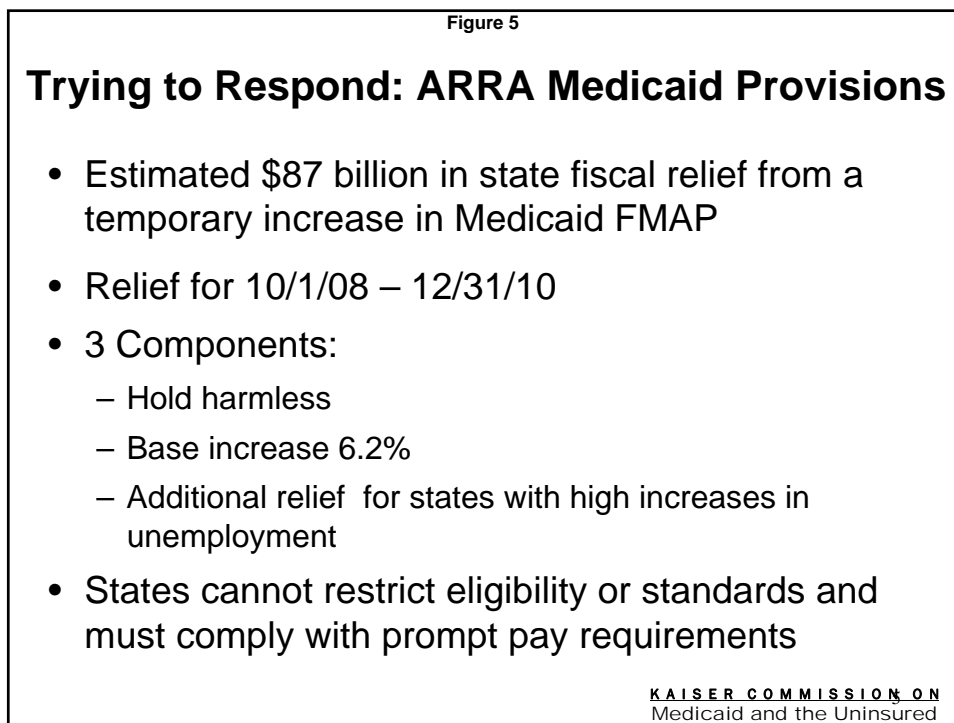 Figure 5
Trying to Respond: ARRA Medicaid Provisions
• Estimated $87 billion in state fiscal relief from a
temporary increase in Medicaid FMAP
• Relief for 10/1/08 – 12/31/10
• 3 Components:
– Hold harmless
– Base increase 6.2%
– Additional relief for states with high increases in
unemployment
• States cannot restrict eligibility or standards and
must comply with prompt pay requirements
KAISER COMMISSION ON
5
Medicaid and the Uninsured